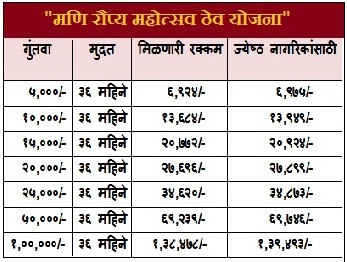 "मणि रौप्य महोत्सव ठेव योजना"
गुंतवा मुदत मिळणारी रक्कम ज्येष्ठ नागरिकांसाठी
५,०००/- ३६ महिने ६,९२४/- ६,९७५/-
१०,०००/- ३६ महिने १३,६८४/- १३,९४९/-
१५,०००/- ३६ महिने २०,७७२/- २०,९२४/-
२०,०००/- ३६ महिने २७,६९६/- २७,८९९/-
२५,०००/- ३६ महिने ३४,६२०/- ३४,८७३/-
५०,०००/- ३६ महिने ६९,२३९/- ६९,७४६/-
१,००,०००/- ३६ महिने १,३८,४७८/- १,३९,४९३/-